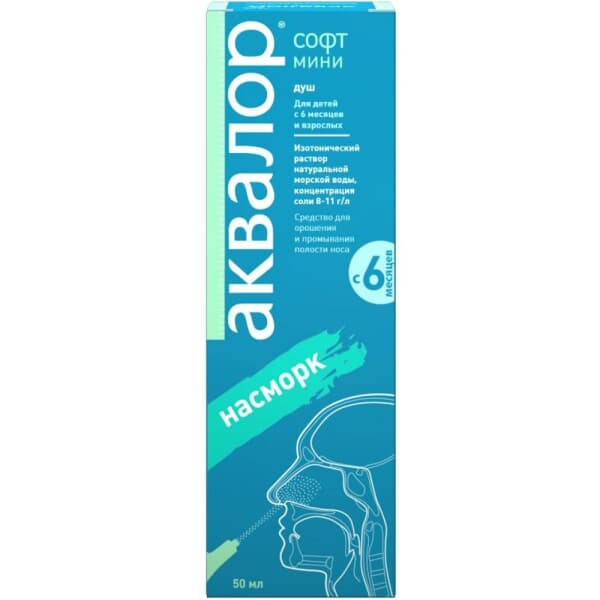 аквалор®
софт
мини
душ
Для детей
с 6 месяцев
и взрослых
Изотонический
раствор
натуральной
морской воды,
концентрация
соли 8-11 г/л
Средство для
орошения
и промывания
полости носа
с 6
месяцев
насморк
50 мл